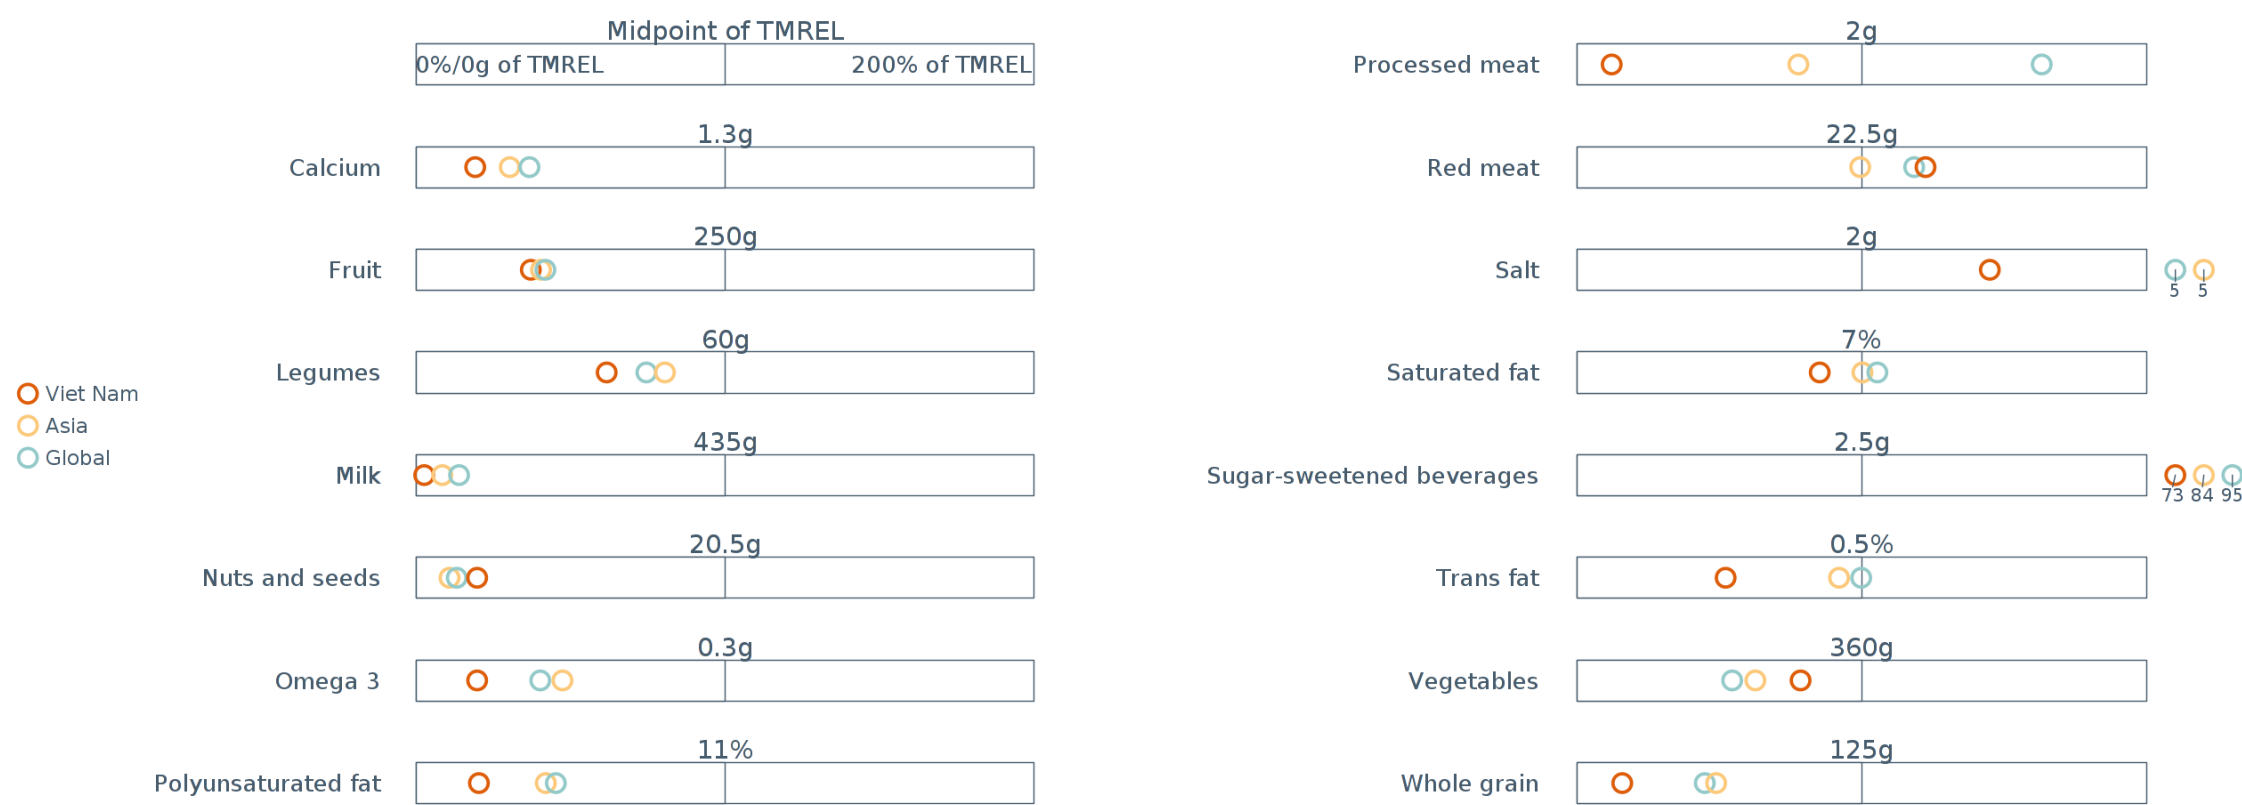 Midpoint of TMREL
0%/0g of TMREL 200% of TMREL
1.3g
Calcium
250g
Fruit
60g
Legumes
435g
Milk
20.5g
Nuts and seeds
0.3g
Omega 3
11%
Polyunsaturated fat
Viet Nam
Asia
Global
2g
Processed meat
22.5g
Red meat
2g
Salt
5 5
7%
Saturated fat
2.5g
Sugar-sweetened beverages
73 84 95
0.5%
Trans fat
360g
Vegetables
125g
Whole grain